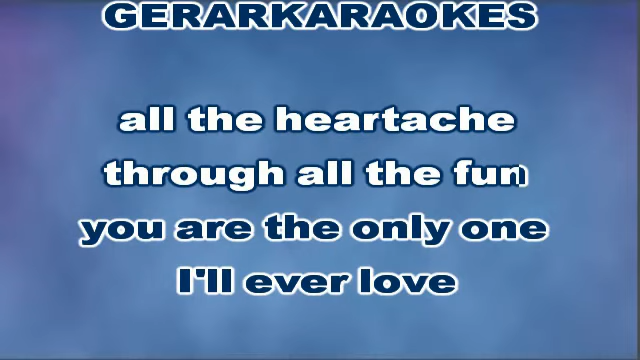 GERARKARAOKES
all the heartache
through all the fun
you are the only one
I'll ever love